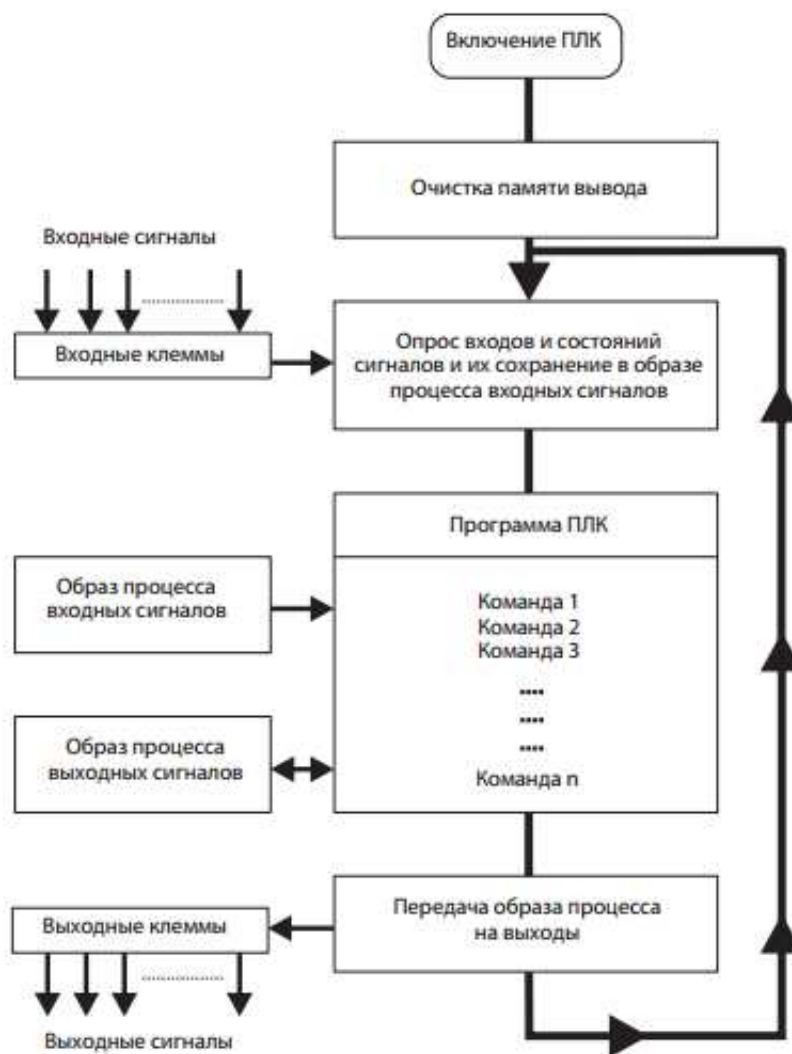 Включение ПЛК
Очистка памяти вывода
Входные сигналы
Входные клеммы
Опрос входов и состояний
сигналов и их сохранение в образе
процесса входных сигналов
Программа ПЛК
Образ процесса
входных сигналов
Команда 1
Команда 2
Команда 3
....
....
....
Команда n
Образ процесса
выходных сигналов
Передача образа процесса
на выходы
Выходные клеммы
Выходные сигналы